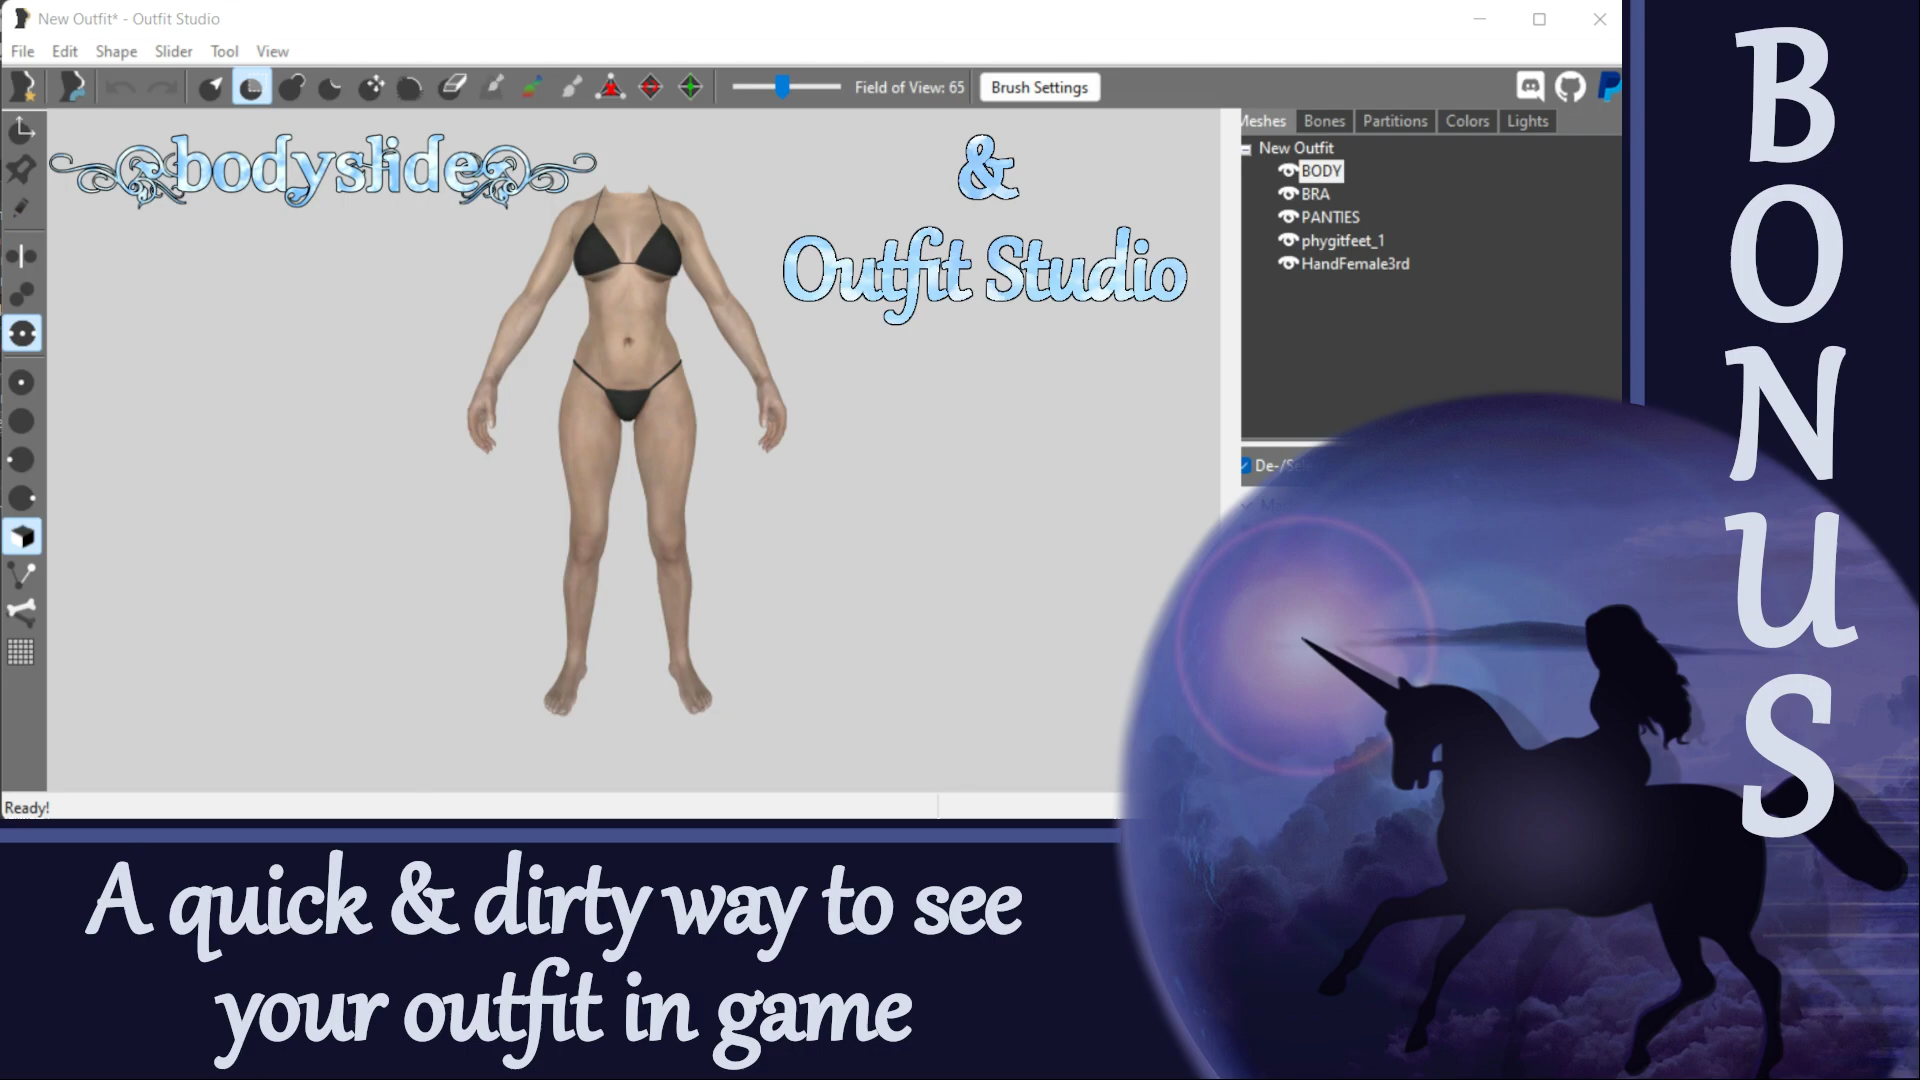 New Outfit* - Outfit Studio
File Edit Shape Slider Tool View
Field of View: 65 Brush Settings
Meshes Bones Partitions Colors Lights
New Outfit
BODY
BRA
PANTIES
phygitfeet_1
HandFemale3rd
bodyslide
&
Outfit Studio
Ready!
A quick & dirty way to see
your outfit in game
BONUS